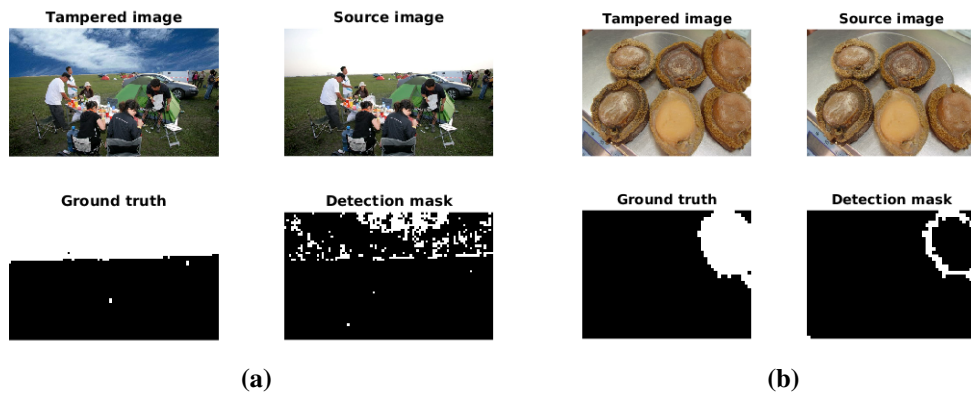 Tampered image
Source image
Ground truth
Detection mask
(a)
Tampered image
Source image
Ground truth
Detection mask
(b)